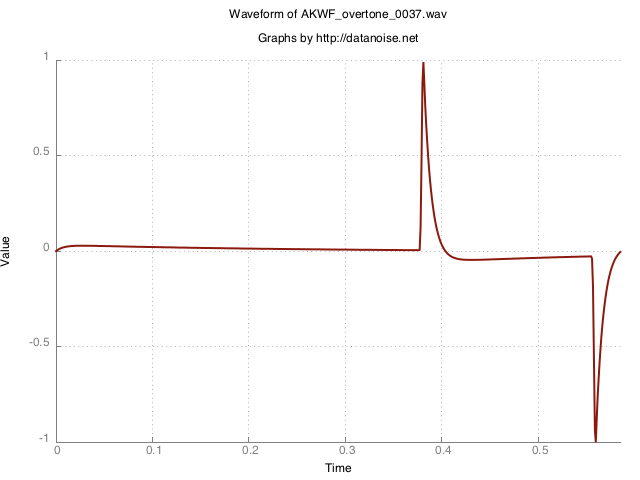 Waveform of AKWF_overtone_0037.wav
Graphs by http://datanoise.net
1
0.5
0
-0.5
-1
Value
0 0.1 0.2 0.3 0.4 0.5
Time